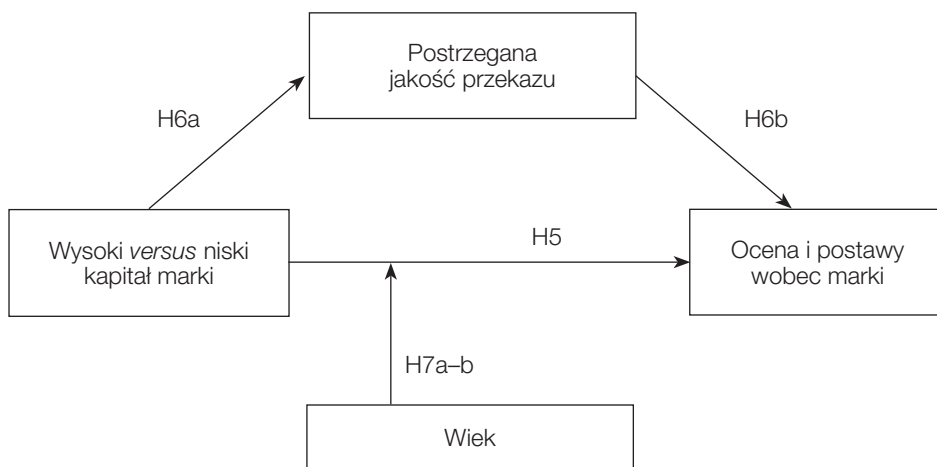 Postrzegana
jakość przekazu
H6a
H6b
Wysoki versus niski
kapitał marki
H5
Ocena i postawy
wobec marki
H7a–b
Wiek